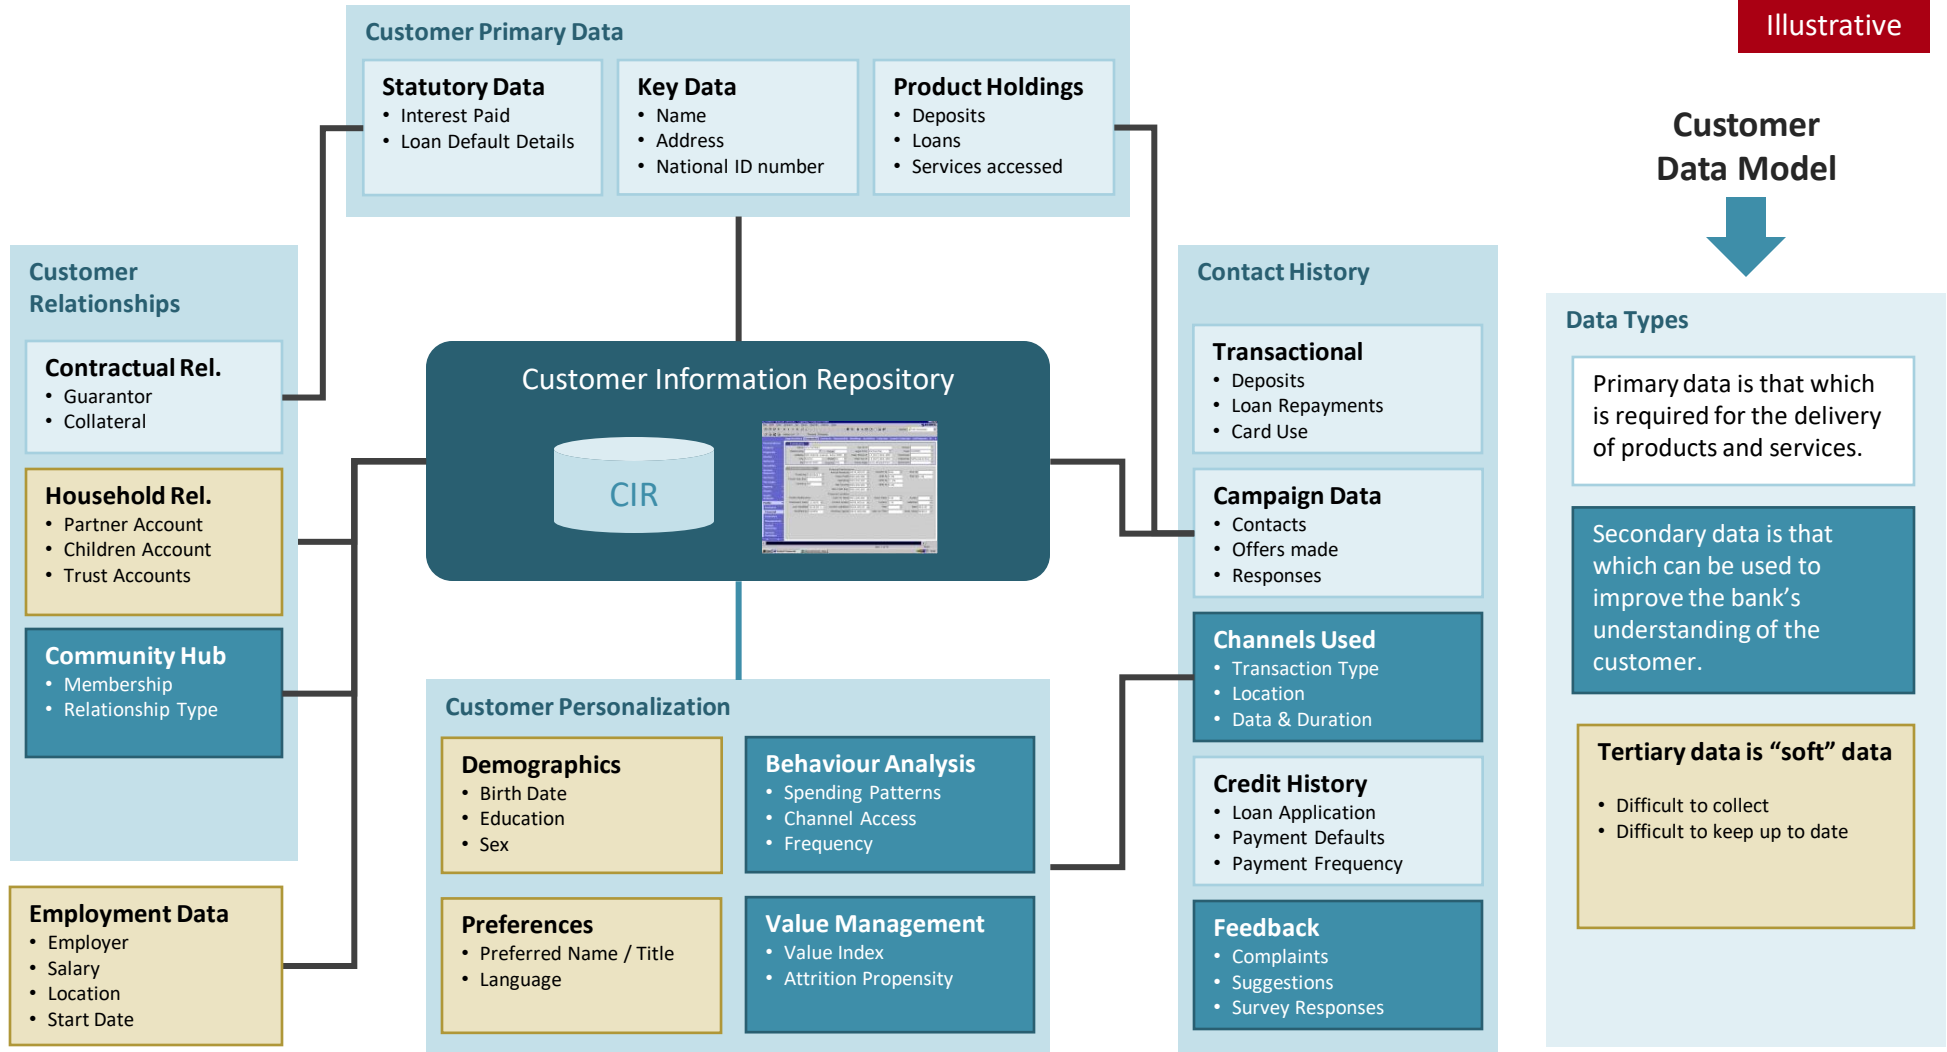 Illustrative
Customer Primary Data
Statutory Data
• Interest Paid
• Loan Default Details
Key Data
• Name
• Address
• National ID number
Product Holdings
• Deposits
• Loans
• Services accessed
Customer
Data Model
Customer
Relationships
Contractual Rel.
• Guarantor
• Collateral
Household Rel.
• Partner Account
• Children Account
• Trust Accounts
Community Hub
• Membership
• Relationship Type
Employment Data
• Employer
• Salary
• Location
• Start Date
Customer Information Repository
CIR
Customer Personalization
Demographics
• Birth Date
• Education
• Sex
Behaviour Analysis
• Spending Patterns
• Channel Access
• Frequency
Preferences
• Preferred Name / Title
• Language
Value Management
• Value Index
• Attrition Propensity
Contact History
Transactional
• Deposits
• Loan Repayments
• Card Use
Campaign Data
• Contacts
• Offers made
• Responses
Channels Used
• Transaction Type
• Location
• Data & Duration
Credit History
• Loan Application
• Payment Defaults
• Payment Frequency
Feedback
• Complaints
• Suggestions
• Survey Responses
Data Types
Primary data is that which
is required for the delivery
of products and services.
Secondary data is that
which can be used to
improve the bank’s
understanding of the
customer.
Tertiary data is “soft” data
• Difficult to collect
• Difficult to keep up to date